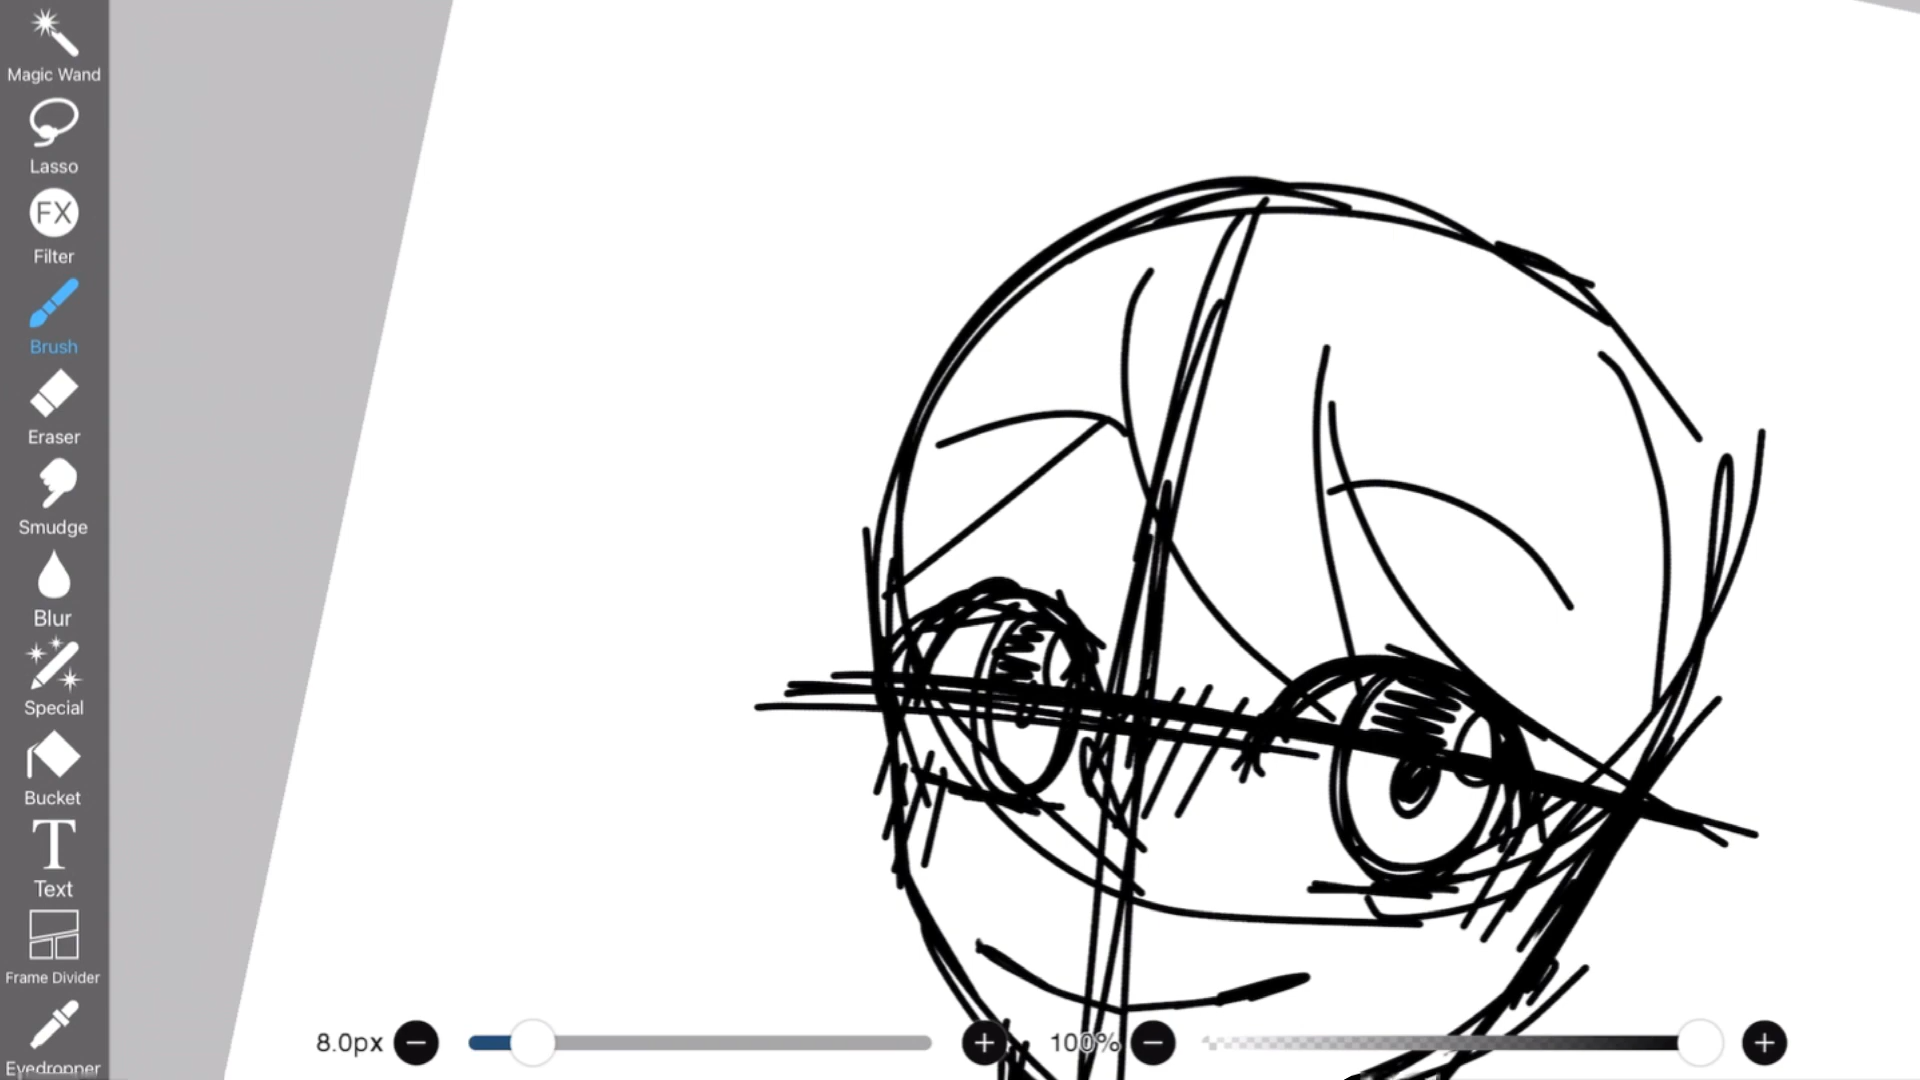 Magic Wand
Lasso
FX
Filter
Brush
Eraser
Smudge
Blur
Special
Bucket
T
Text
Frame Divider
Eyedropper
8.0px
100%